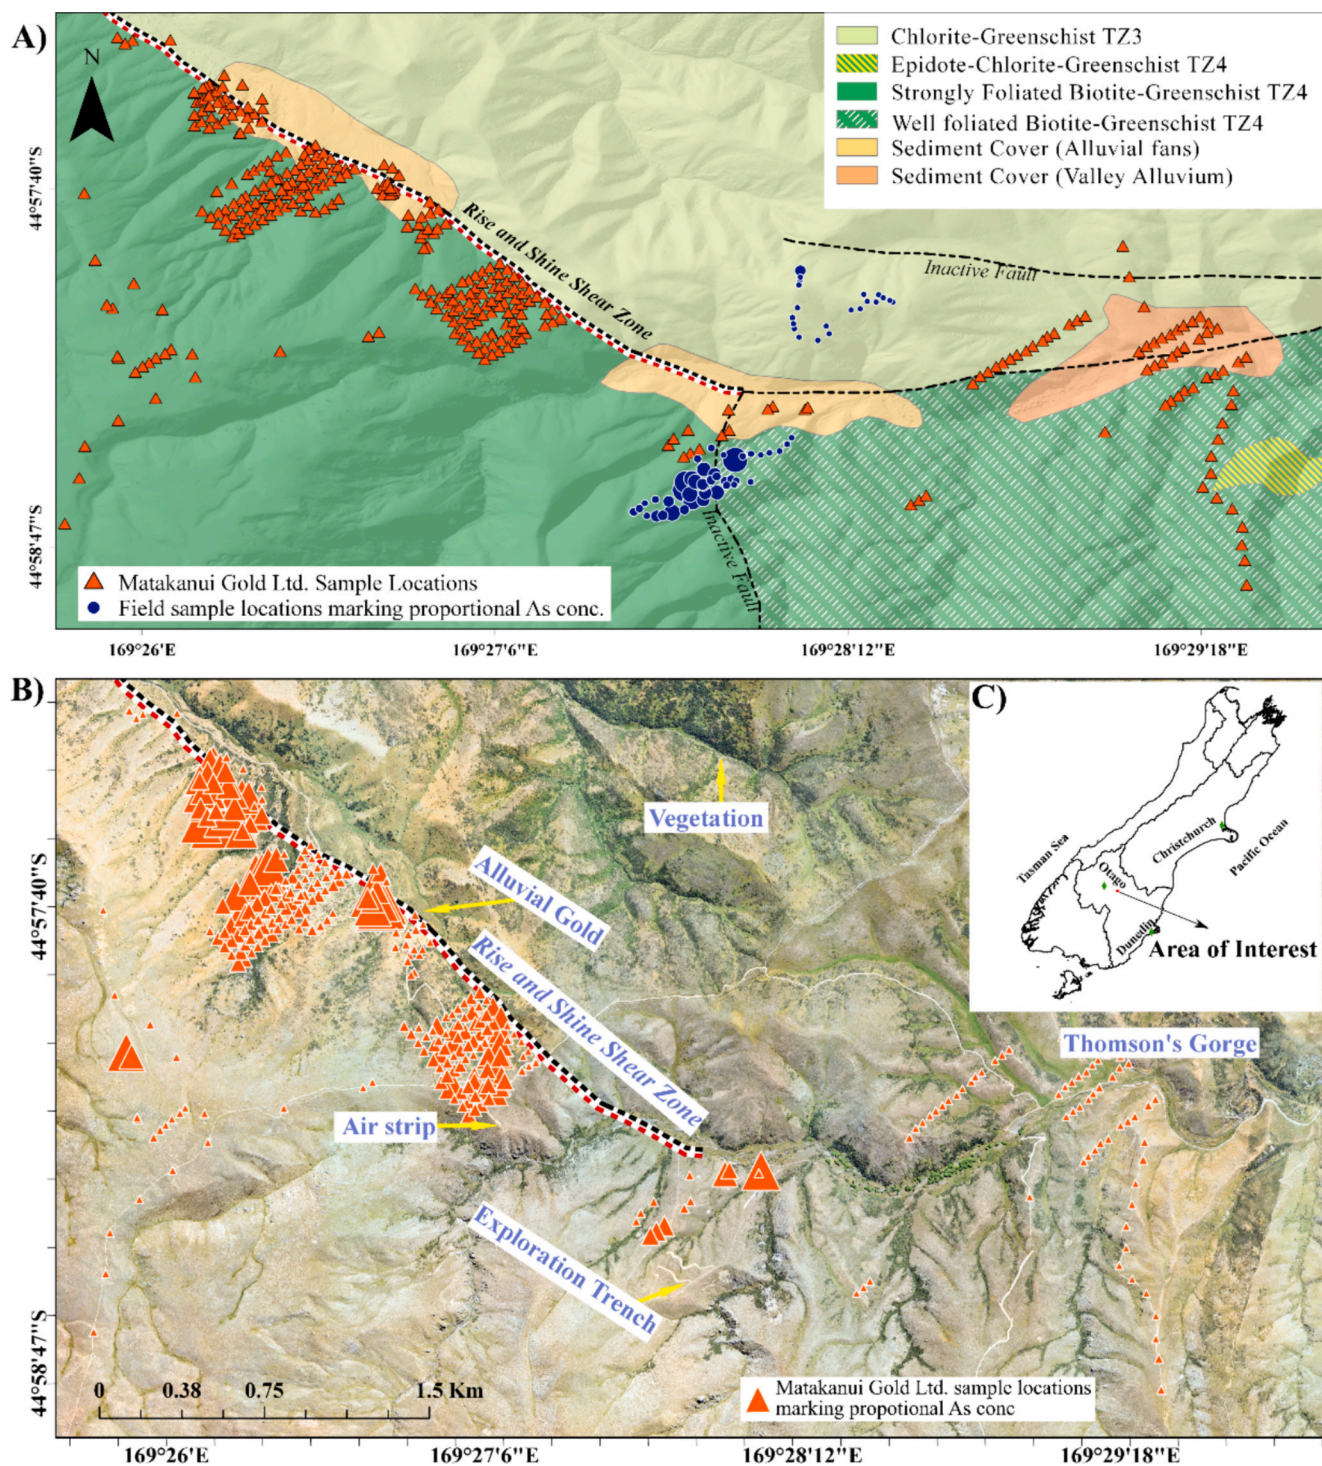 A)
N
Chlorite-Greenschist TZ3
Epidote-Chlorite-Greenschist TZ4
Strongly Foliated Biotite-Greenschist TZ4
Well foliated Biotite-Greenschist TZ4
Sediment Cover (Alluvial fans)
Sediment Cover (Valley Alluvium)
44°57'40"S
Rise and Shine Shear Zone
Inactive Fault
44°58'47"S
Inactive Fault
Matakanui Gold Ltd. Sample Locations
Field sample locations marking proportional As conc.
169°26'E
169°27'6"E
169°28'12"E
169°29'18"E
B)
C)
Vegetation
Tasman Sea
Christchurch
Pacific Ocean
Otago
Dunedin
Area of Interest
44°57'40"S
Alluvial Gold
Rise and Shine Shear Zone
Thomson's Gorge
Air strip
Exploration Trench
44°58'47"S
0 0.38 0.75 1.5 Km
Matakanui Gold Ltd. sample locations
marking propotional As conc
169°26'E
169°27'6"E
169°28'12"E
169°29'18"E